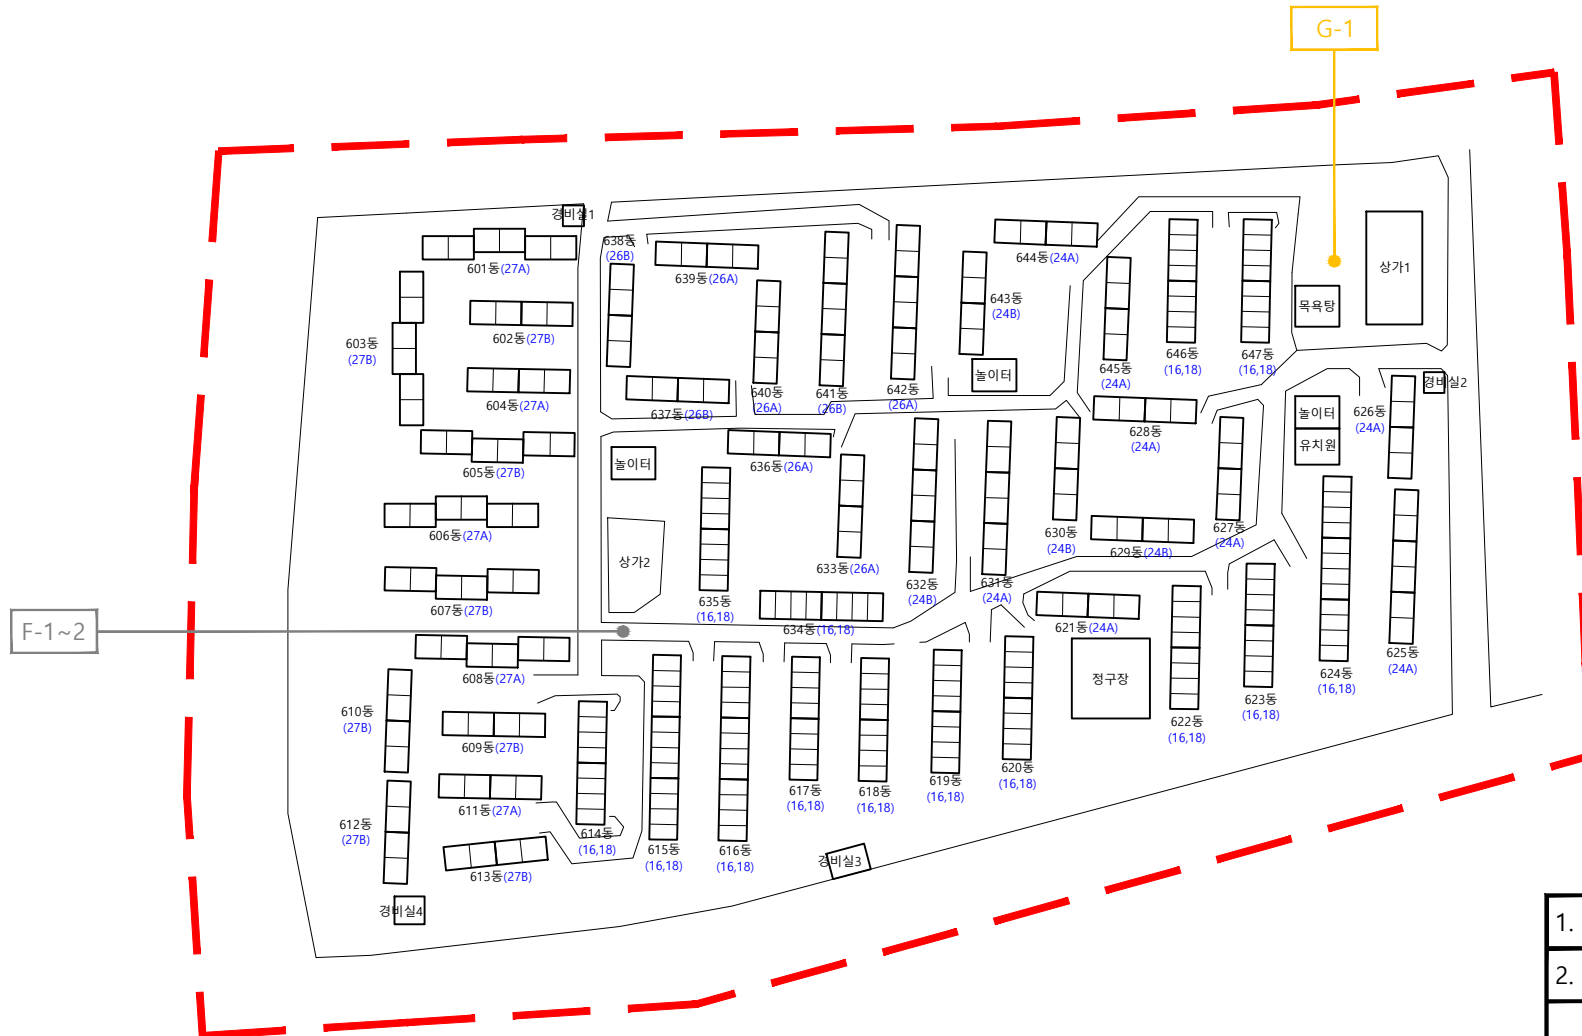 G-1
경비실1
638동
(26B)
601동(27A)
639동(26A)
644동(24A)
상가1
643동
(24B)
목욕탕
603동
(27B)
602동(27B)
646동
(16,18)
647동
(16,18)
645동
(24A)
놀이터
경비실2
604동(27A)
640동
(26A)
641동
(26B)
642동
(26A)
637동(26B)
놀이터
626동
(24A)
628동
(24A)
유치원
605동(27B)
636동(26A)
놀이터
606동(27A)
630동
(24B)
629동(24B)
627동
(24A)
상가2
633동(26A)
632동
(24B)
631동
(24A)
607동(27B)
635동
(16,18)
634동(16,18)
621동(24A)
F-1~2
608동(27A)
정구장
625동
(24A)
624동
(16,18)
623동
(16,18)
622동
(16,18)
610동
(27B)
609동(27B)
620동
(16,18)
619동
(16,18)
618동
(16,18)
617동
(16,18)
611동(27A)
612동
(27B)
614동
(16,18)
615동
(16,18)
616동
(16,18)
613동(27B)
경비실3
경비실4
1.
2.